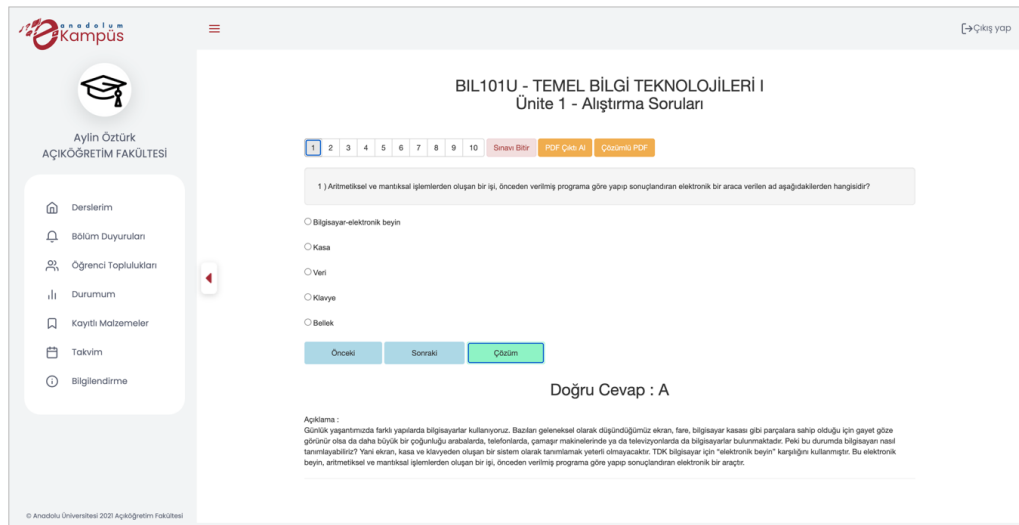 anadolum
eKampüs
Çıkış yap
Aylin Öztürk
AÇIKÖĞRETİM FAKÜLTESİ
Derslerim
Bölüm Duyuruları
Öğrenci Toplulukları
Durumum
Kayıtlı Malzemeler
Takvim
Bilgilendirme
© Anadolu Üniversitesi 2021 Açıköğretim Fakültesi
BIL101U - TEMEL BİLGİ TEKNOLOJİLERİ I
Ünite 1 - Alıştırma Soruları
1 2 3 4 5 6 7 8 9 10 Sınavı Bitir PDF Çıktı Al Çözümlü PDF
1 ) Aritmetiksel ve mantıksal işlemlerden oluşan bir işi, önceden verilmiş programa göre yapıp sonuçlandıran elektronik bir araca verilen ad aşağıdakilerden hangisidir?
Bilgisayar-elektronik beyin
Kasa
Veri
Klavye
Bellek
Önceki Sonraki Çözüm
Doğru Cevap : A
Açıklama :
Günlük yaşantımızda farklı yapılarda bilgisayarlar kullanıyoruz. Bazıları geleneksel olarak düşündüğümüz ekran, fare, bilgisayar kasası gibi parçalara sahip olduğu için gayet göze
görünür olsa da daha büyük bir çoğunluğu arabalarda, telefonlarda, çamaşır makinelerinde ya da televizyonlarda da bilgisayarlar bulunmaktadır. Peki bu durumda bilgisayarı nasıl
tanımlayabiliriz? Yani ekran, kasa ve klavyeden oluşan bir sistem olarak tanımlamak yeterli olmayacaktır. TDK bilgisayar için "elektronik beyin" karşılığını kullanmıştır. Bu elektronik
beyin, aritmetiksel ve mantıksal işlemlerden oluşan bir işi, önceden verilmiş programa göre yapıp sonuçlandıran elektronik bir araçtır.